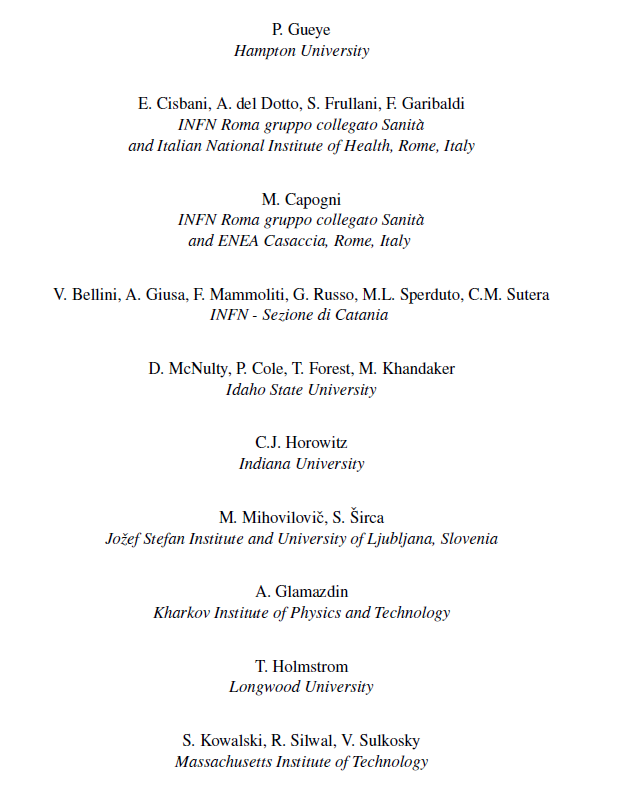 P. Gueye
Hampton University
E. Cisbani, A. del Dotto, S. Frullani, F. Garibaldi
INFN Roma gruppo collegato Sanità
and Italian National Institute of Health, Rome, Italy
M. Capogni
INFN Roma gruppo collegato Sanità
and ENEA Casaccia, Rome, Italy
V. Bellini, A. Giusa, F. Mammoliti, G. Russo, M.L. Sperduto, C.M. Sutera
INFN - Sezione di Catania
D. McNulty, P. Cole, T. Forest, M. Khandaker
Idaho State University
C.J. Horowitz
Indiana University
M. Mihovilovič, S. Širca
Jožef Stefan Institute and University of Ljubljana, Slovenia
A. Glamazdin
Kharkov Institute of Physics and Technology
T. Holmstrom
Longwood University
S. Kowalski, R. Silwal, V. Sulkosky
Massachusetts Institute of Technology